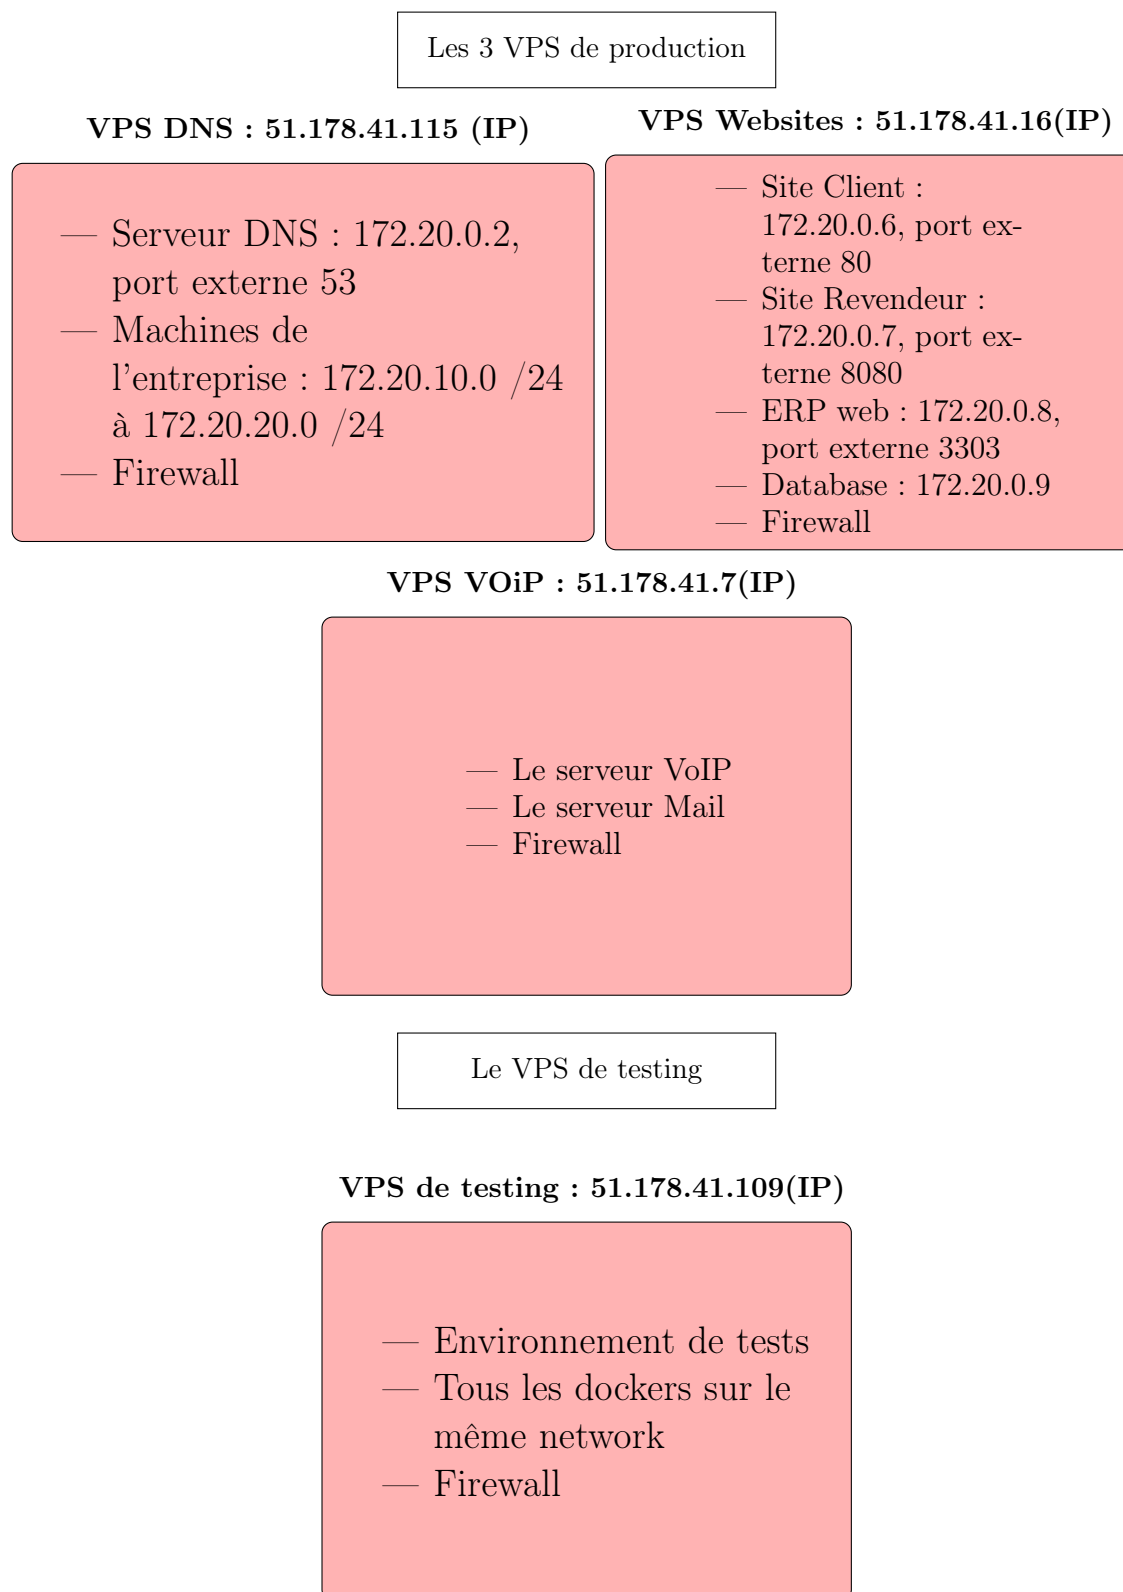 Les 3 VPS de production
VPS DNS : 51.178.41.115 (IP)
— Serveur DNS : 172.20.0.2,
port externe 53
— Machines de
l'entreprise : 172.20.10.0 /24
à 172.20.20.0 /24
— Firewall
VPS Websites : 51.178.41.16(IP)
— Site Client :
172.20.0.6, port ex-
terne 80
— Site Revendeur :
172.20.0.7, port ex-
terne 8080
— ERP web : 172.20.0.8,
port externe 3303
— Database : 172.20.0.9
— Firewall
VPS VOiP : 51.178.41.7(IP)
— Le serveur VoIP
— Le serveur Mail
— Firewall
Le VPS de testing
VPS de testing : 51.178.41.109(IP)
— Environnement de tests
— Tous les dockers sur le
même network
— Firewall